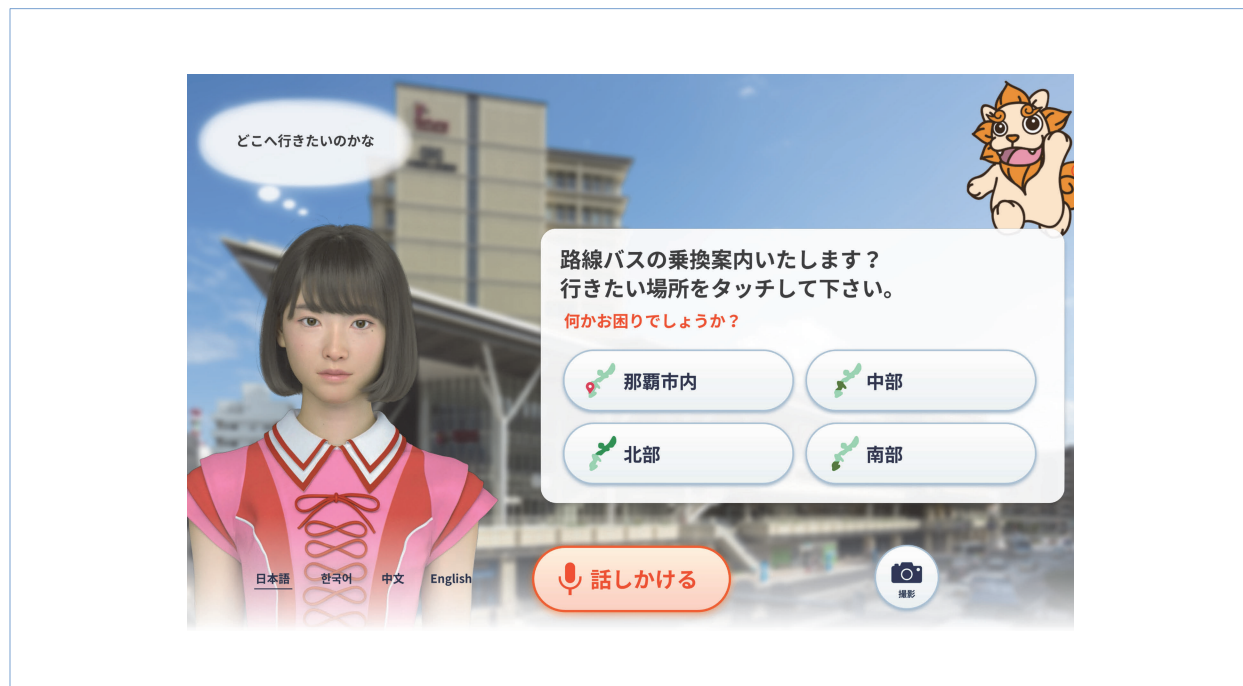 どこへ行きたいのかな
路線バスの乗換案内いたします？
行きたい場所をタッチして下さい。
何かお困りでしょうか？
那覇市内
中部
北部
南部
日本語 한국어 中文 English
話しかける
撮影